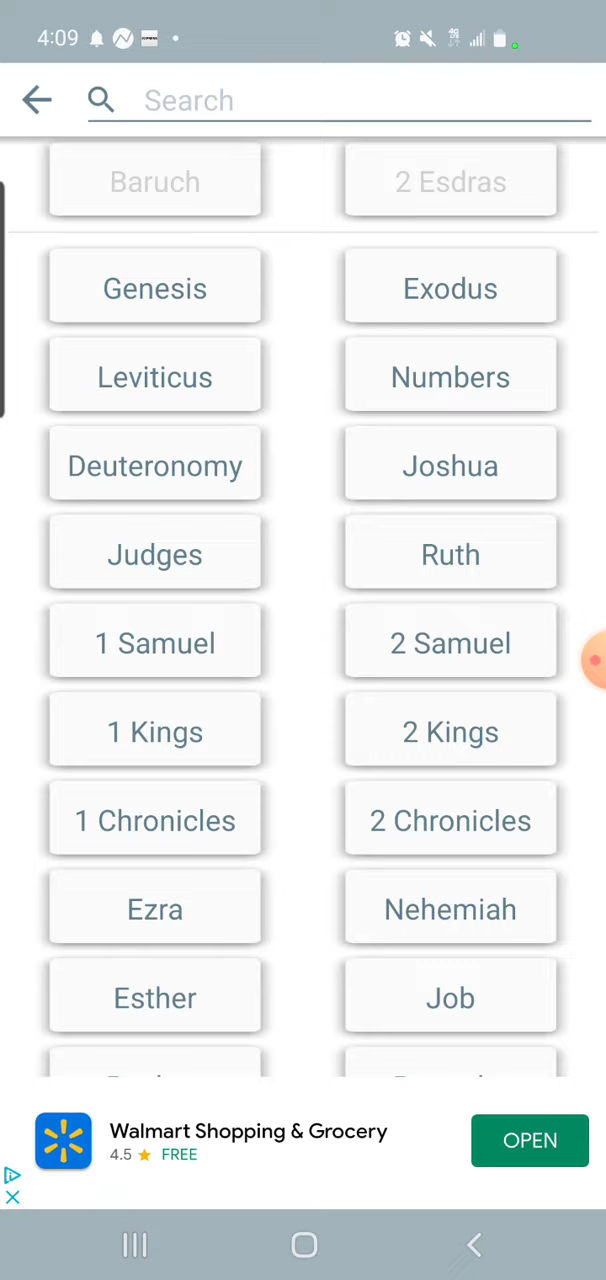 4:09
Search
Baruch
2 Esdras
Genesis
Exodus
Leviticus
Numbers
Deuteronomy
Joshua
Judges
Ruth
1 Samuel
2 Samuel
1 Kings
2 Kings
1 Chronicles
2 Chronicles
Ezra
Nehemiah
Esther
Job
Walmart Shopping & Grocery
4.5 ★ FREE
OPEN